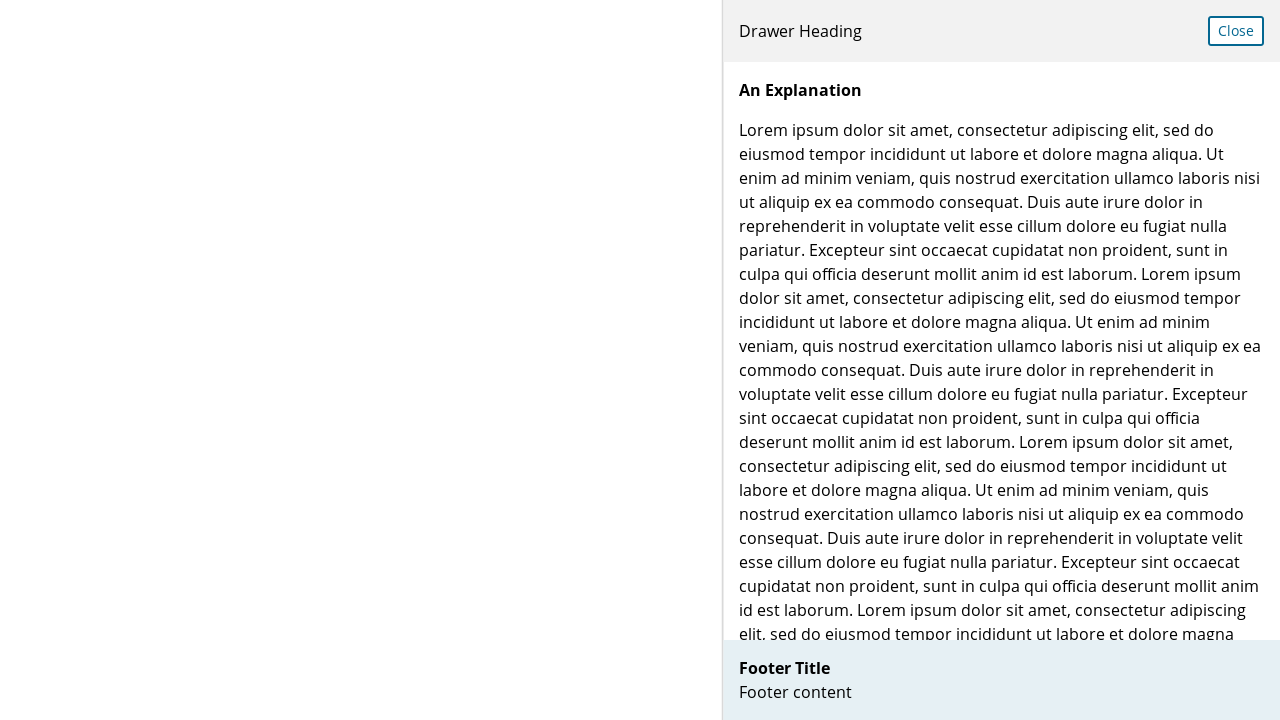 Drawer Heading
Close
An Explanation
Lorem ipsum dolor sit amet, consectetur adipiscing elit, sed do
eiusmod tempor incididunt ut labore et dolore magna aliqua. Ut
enim ad minim veniam, quis nostrud exercitation ullamco laboris nisi
ut aliquip ex ea commodo consequat. Duis aute irure dolor in
reprehenderit in voluptate velit esse cillum dolore eu fugiat nulla
pariatur. Excepteur sint occaecat cupidatat non proident, sunt in
culpa qui officia deserunt mollit anim id est laborum. Lorem ipsum
dolor sit amet, consectetur adipiscing elit, sed do eiusmod tempor
incididunt ut labore et dolore magna aliqua. Ut enim ad minim
veniam, quis nostrud exercitation ullamco laboris nisi ut aliquip ex ea
commodo consequat. Duis aute irure dolor in reprehenderit in
voluptate velit esse cillum dolore eu fugiat nulla pariatur. Excepteur
sint occaecat cupidatat non proident, sunt in culpa qui officia
deserunt mollit anim id est laborum. Lorem ipsum dolor sit amet,
consectetur adipiscing elit, sed do eiusmod tempor incididunt ut
labore et dolore magna aliqua. Ut enim ad minim veniam, quis
nostrud exercitation ullamco laboris nisi ut aliquip ex ea commodo
consequat. Duis aute irure dolor in reprehenderit in voluptate velit
esse cillum dolore eu fugiat nulla pariatur. Excepteur sint occaecat
cupidatat non proident, sunt in culpa qui officia deserunt mollit anim
id est laborum. Lorem ipsum dolor sit amet, consectetur adipiscing
elit, sed do eiusmod tempor incididunt ut labore et dolore magna
Footer Title
Footer content